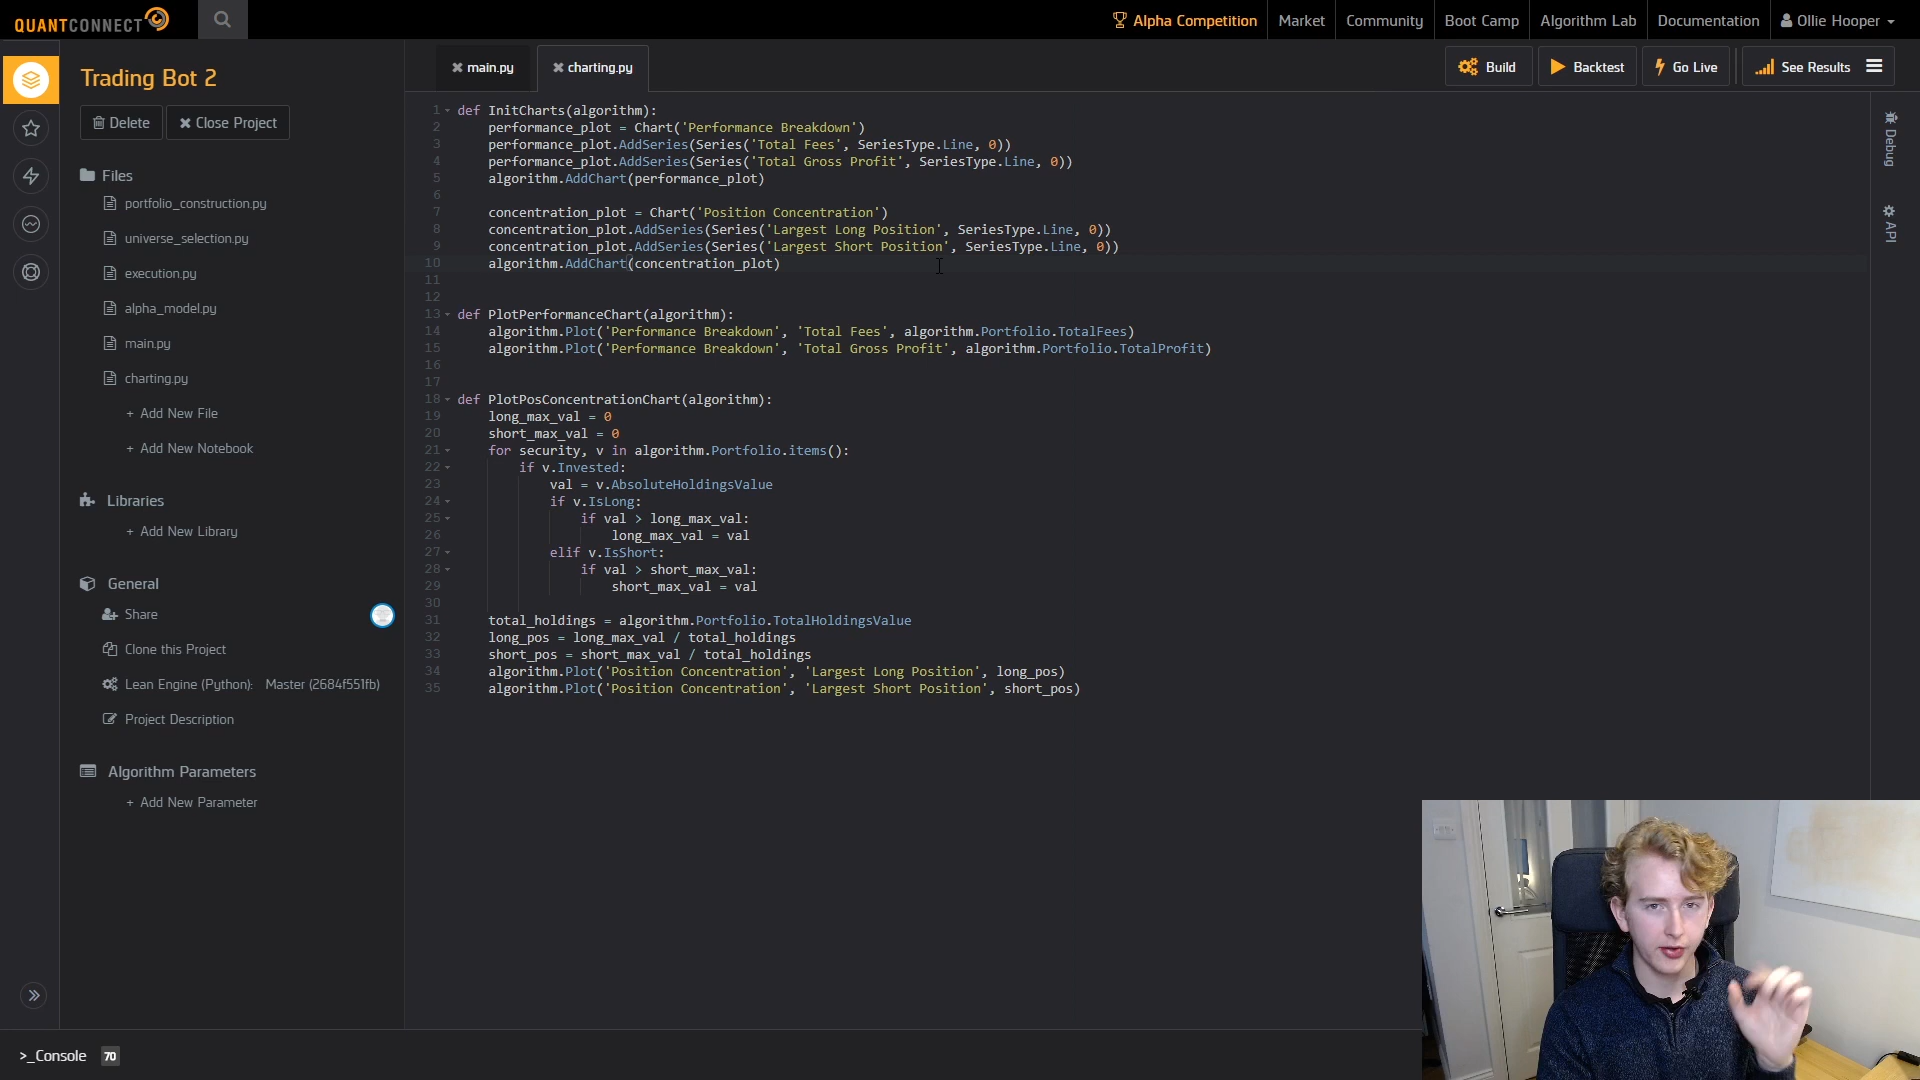 QUANTCONNECT
Alpha Competition
Market
Community
Boot Camp
Algorithm Lab
Documentation
Ollie Hooper
Trading Bot 2
Delete
Close Project
Files
portfolio_construction.py
universe_selection.py
execution.py
alpha_model.py
main.py
charting.py
+ Add New File
+ Add New Notebook
Libraries
+ Add New Library
General
Share
Clone this Project
Lean Engine (Python): Master (2684f551fb)
Project Description
Algorithm Parameters
+ Add New Parameter
main.py
charting.py
Build
Backtest
Go Live
See Results
1 def InitCharts(algorithm):
2 performance_plot = Chart('Performance Breakdown')
3 performance_plot.AddSeries(Series('Total Fees', SeriesType.Line, 0))
4 performance_plot.AddSeries(Series('Total Gross Profit', SeriesType.Line, 0))
5 algorithm.AddChart(performance_plot)
6
7 concentration_plot = Chart('Position Concentration')
8 concentration_plot.AddSeries(Series('Largest Long Position', SeriesType.Line, 0))
9 concentration_plot.AddSeries(Series('Largest Short Position', SeriesType.Line, 0))
10 algorithm.AddChart(concentration_plot)
11
12
13 def PlotPerformanceChart(algorithm):
14 algorithm.Plot('Performance Breakdown', 'Total Fees', algorithm.Portfolio.TotalFees)
15 algorithm.Plot('Performance Breakdown', 'Total Gross Profit', algorithm.Portfolio.TotalProfit)
16
17
18 def PlotPosConcentrationChart(algorithm):
19 long_max_val = 0
20 short_max_val = 0
21 for security, v in algorithm.Portfolio.items():
22 if v.Invested:
23 val = v.AbsoluteHoldingsValue
24 if v.IsLong:
25 if val > long_max_val:
26 long_max_val = val
27 elif v.IsShort:
28 if val > short_max_val:
29 short_max_val = val
30
31 total_holdings = algorithm.Portfolio.TotalHoldingsValue
32 long_pos = long_max_val / total_holdings
33 short_pos = short_max_val / total_holdings
34 algorithm.Plot('Position Concentration', 'Largest Long Position', long_pos)
35 algorithm.Plot('Position Concentration', 'Largest Short Position', short_pos)
Debug
API
>_Console 70